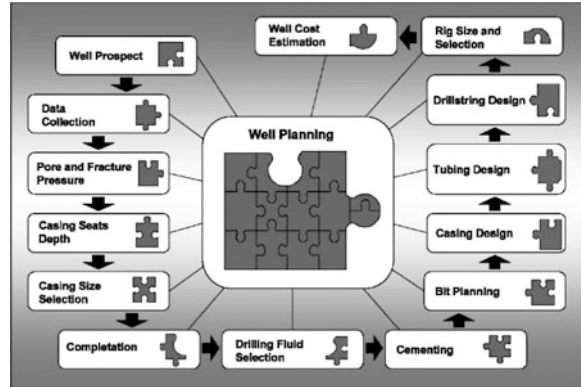 Well Prospect
Data
Collection
Pore and Fracture
Pressure
Casing Seats
Depth
Casing Size
Selection
Completation
Drilling Fluid
Selection
Cementing
Bit Planning
Casing Design
Tubing Design
Drillstring Design
Rig Size and
Selection
Well Cost
Estimation
Well Planning